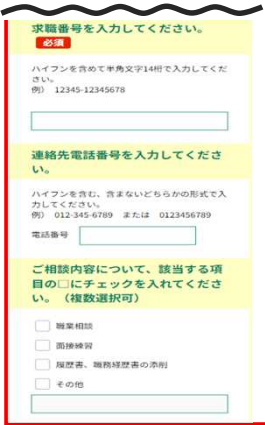 求職番号を入力してください。
必須
ハイフンを含めて半角文字14桁で入力してくだ
さい。
例） 12345-12345678
連絡先電話番号を入力してくださ
い。
ハイフンを含む、含まないどちらかの形式で入
力してください。
例） 012-345-6789 または 0123456789
電話番号
ご相談内容について、該当する項
目の□にチェックを入れてくださ
い。（複数選択可）
職業相談
面接練習
履歴書、職務経歴書の添削
その他